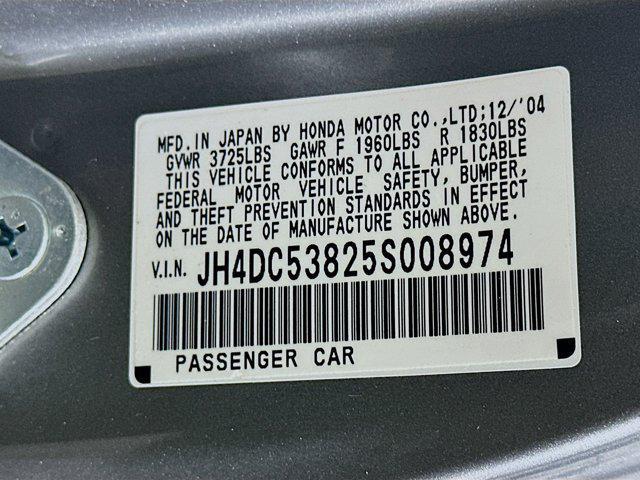 MFD. IN JAPAN BY HONDA MOTOR CO.,LTD;12/'04
GVWR 3725LBS GAWR F 1960LBS R 1830LBS
THIS VEHICLE CONFORMS TO ALL APPLICABLE
FEDERAL MOTOR VEHICLE SAFETY, BUMPER,
AND THEFT PREVENTION STANDARDS IN EFFECT
ON THE DATE OF MANUFACTURE SHOWN ABOVE.
V.I.N. JH4DC53825S008974
PASSENGER CAR